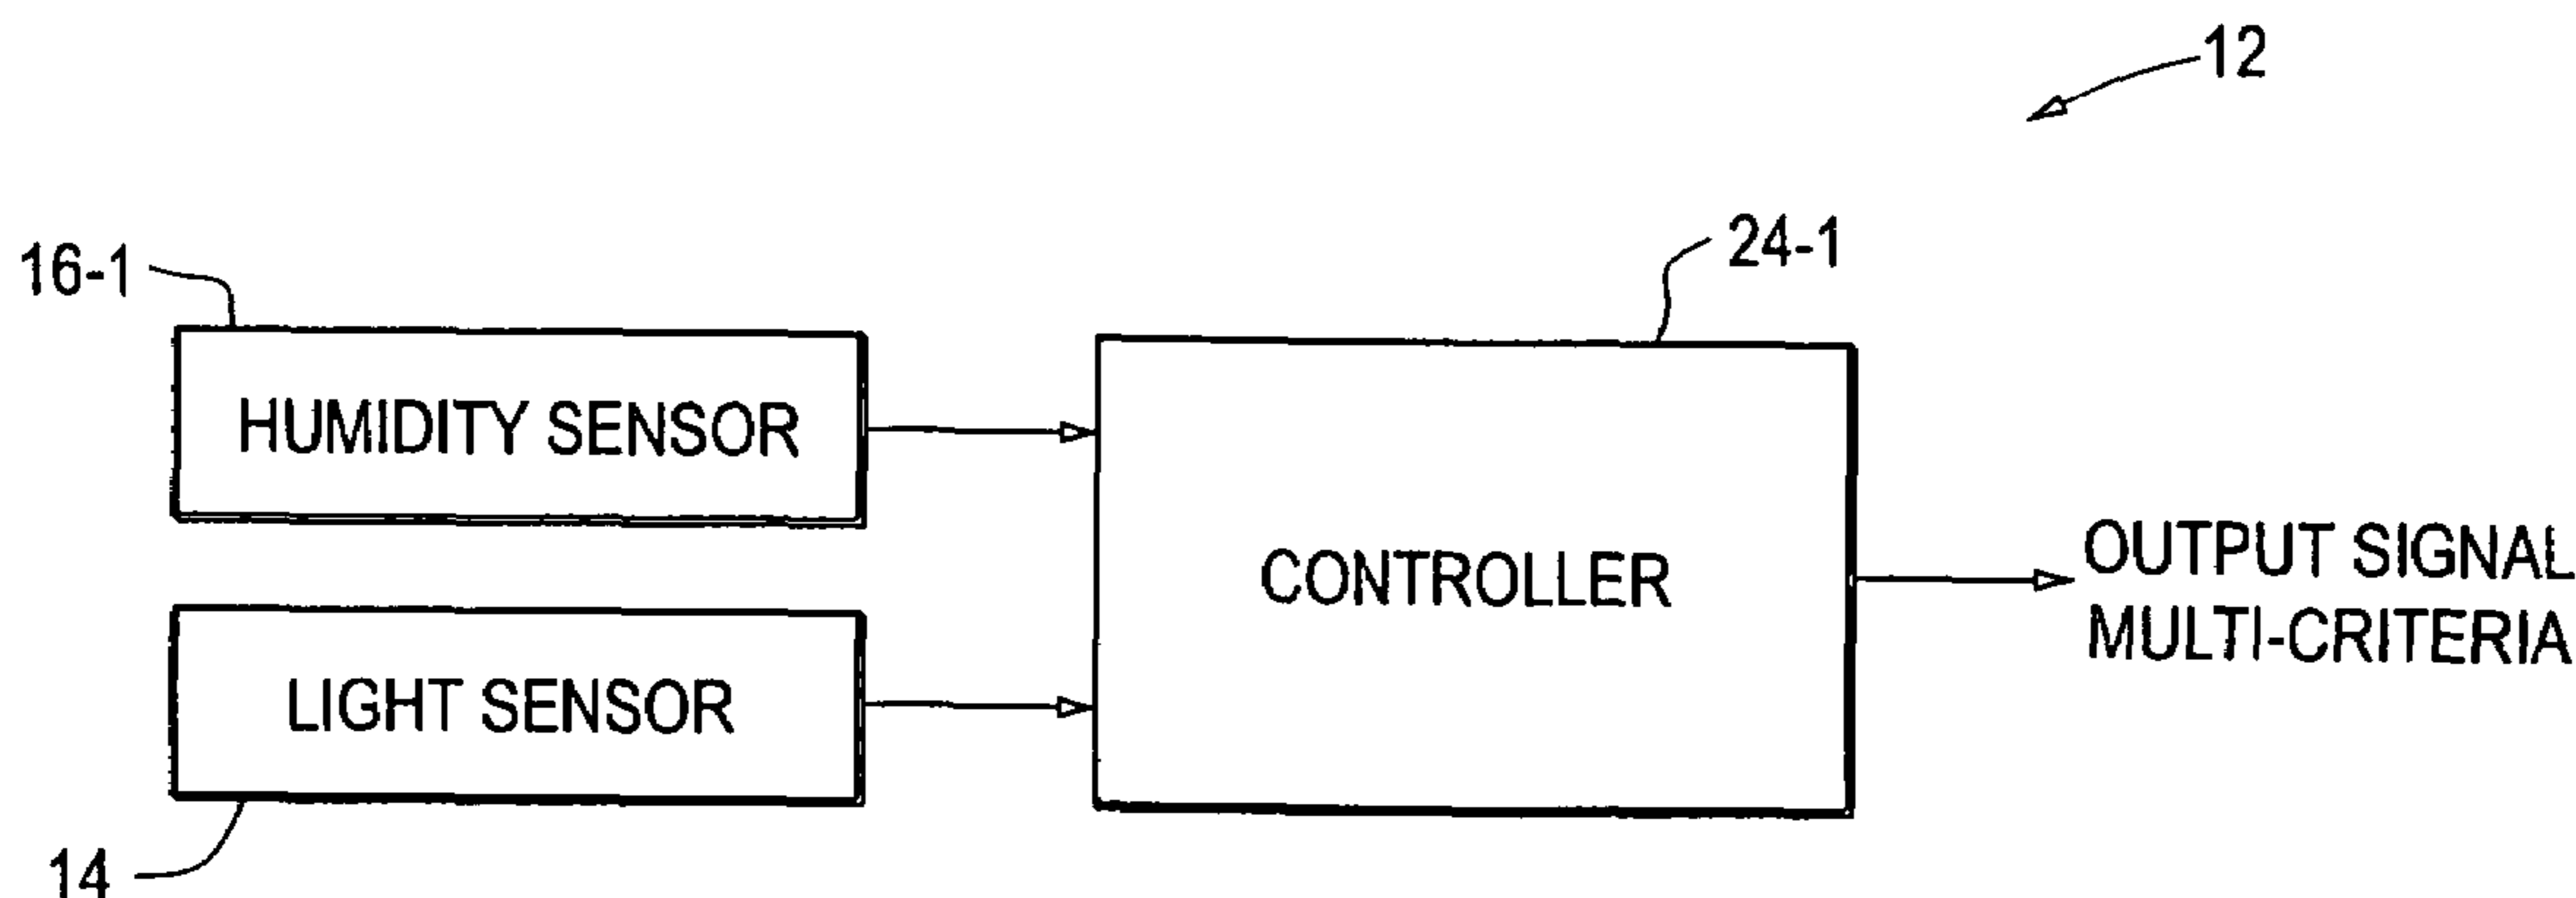 12
24-1
16-1
HUMIDITY SENSOR
CONTROLLER
OUTPUT SIGNAL
MULTI-CRITERIA
LIGHT SENSOR
14